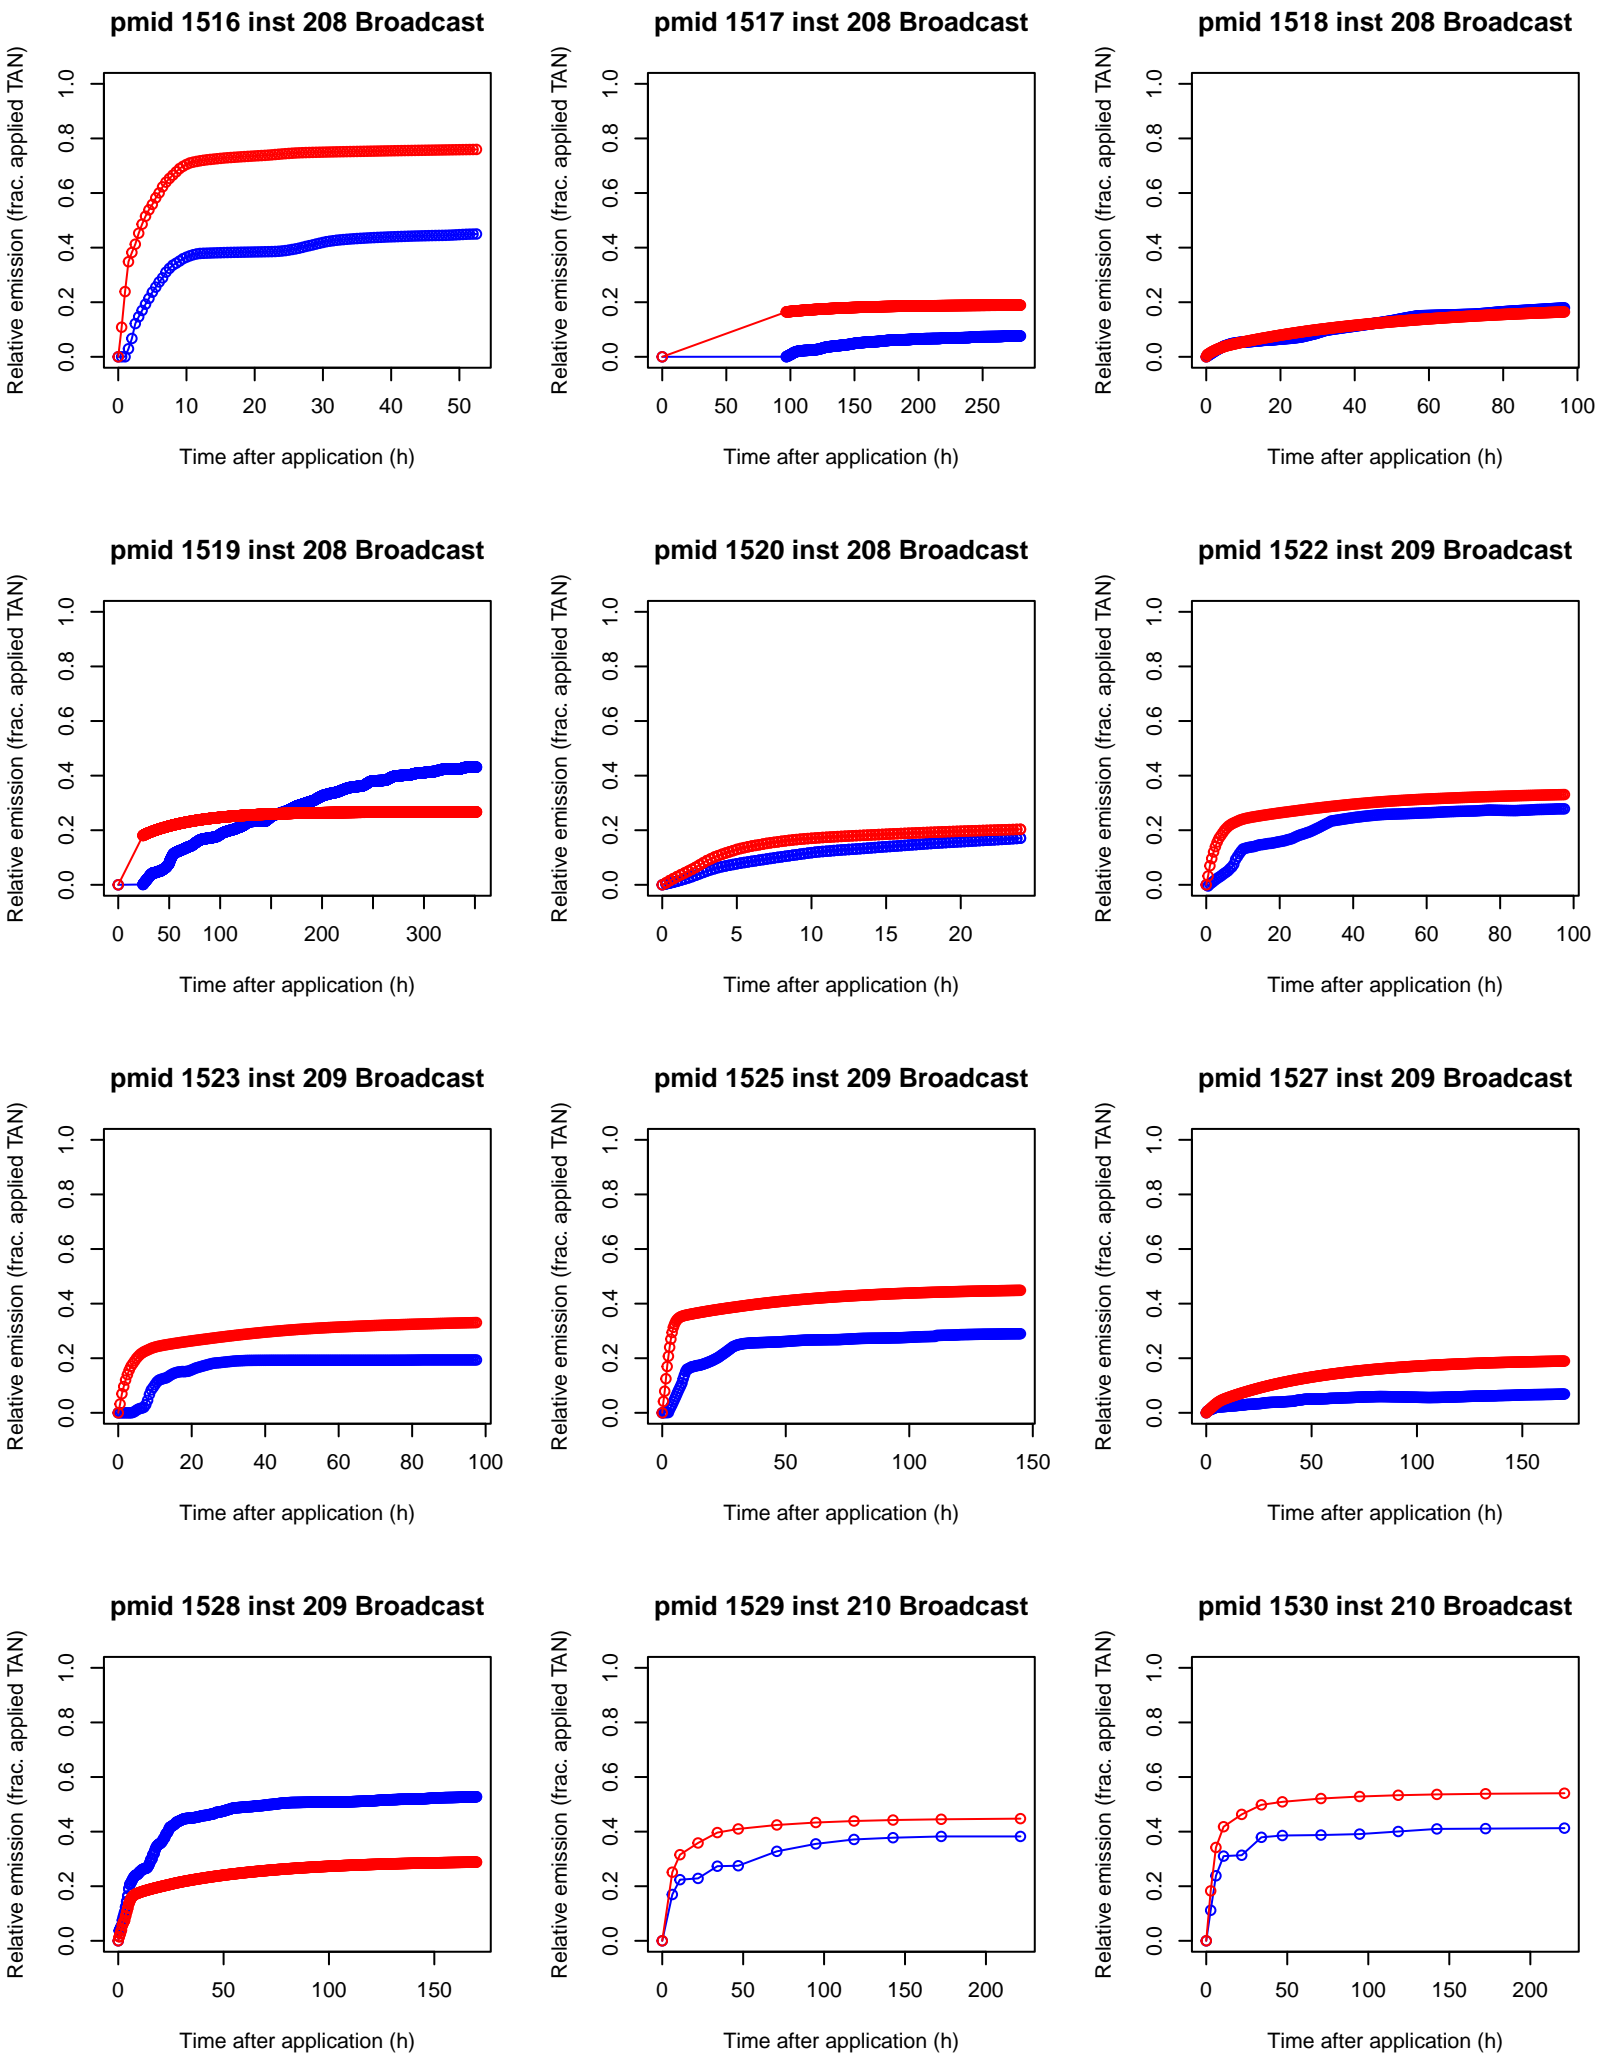 pmid 1516 inst 208 Broadcast
Relative emission (frac. applied TAN)
0.0 0.2 0.4 0.6 0.8 1.0
0 10 20 30 40 50
Time after application (h)
pmid 1517 inst 208 Broadcast
Relative emission (frac. applied TAN)
0.0 0.2 0.4 0.6 0.8 1.0
0 50 100 150 200 250
Time after application (h)
pmid 1518 inst 208 Broadcast
Relative emission (frac. applied TAN)
0.0 0.2 0.4 0.6 0.8 1.0
0 20 40 60 80 100
Time after application (h)
pmid 1519 inst 208 Broadcast
Relative emission (frac. applied TAN)
0.0 0.2 0.4 0.6 0.8 1.0
0 50 100 200 300
Time after application (h)
pmid 1520 inst 208 Broadcast
Relative emission (frac. applied TAN)
0.0 0.2 0.4 0.6 0.8 1.0
0 5 10 15 20
Time after application (h)
pmid 1522 inst 209 Broadcast
Relative emission (frac. applied TAN)
0.0 0.2 0.4 0.6 0.8 1.0
0 20 40 60 80 100
Time after application (h)
pmid 1523 inst 209 Broadcast
Relative emission (frac. applied TAN)
0.0 0.2 0.4 0.6 0.8 1.0
0 20 40 60 80 100
Time after application (h)
pmid 1525 inst 209 Broadcast
Relative emission (frac. applied TAN)
0.0 0.2 0.4 0.6 0.8 1.0
0 50 100 150
Time after application (h)
pmid 1527 inst 209 Broadcast
Relative emission (frac. applied TAN)
0.0 0.2 0.4 0.6 0.8 1.0
0 50 100 150
Time after application (h)
pmid 1528 inst 209 Broadcast
Relative emission (frac. applied TAN)
0.0 0.2 0.4 0.6 0.8 1.0
0 50 100 150
Time after application (h)
pmid 1529 inst 210 Broadcast
Relative emission (frac. applied TAN)
0.0 0.2 0.4 0.6 0.8 1.0
0 50 100 150 200
Time after application (h)
pmid 1530 inst 210 Broadcast
Relative emission (frac. applied TAN)
0.0 0.2 0.4 0.6 0.8 1.0
0 50 100 150 200
Time after application (h)